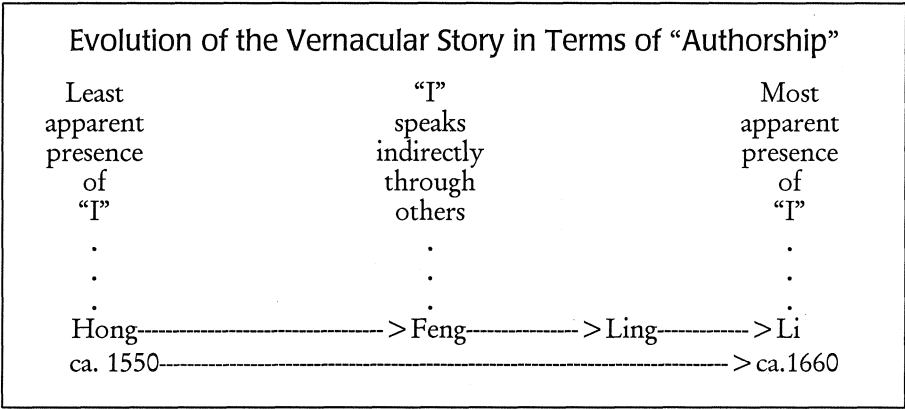 Evolution of the Vernacular Story in Terms of “Authorship”
Least
apparent
presence
of
“I”
“I”
speaks
indirectly
through
others
Most
apparent
presence
of
“I”
Hong------------------------------->Feng-------------->Ling----------->Li
ca. 1550----------------------------------------------------------------------->ca.1660